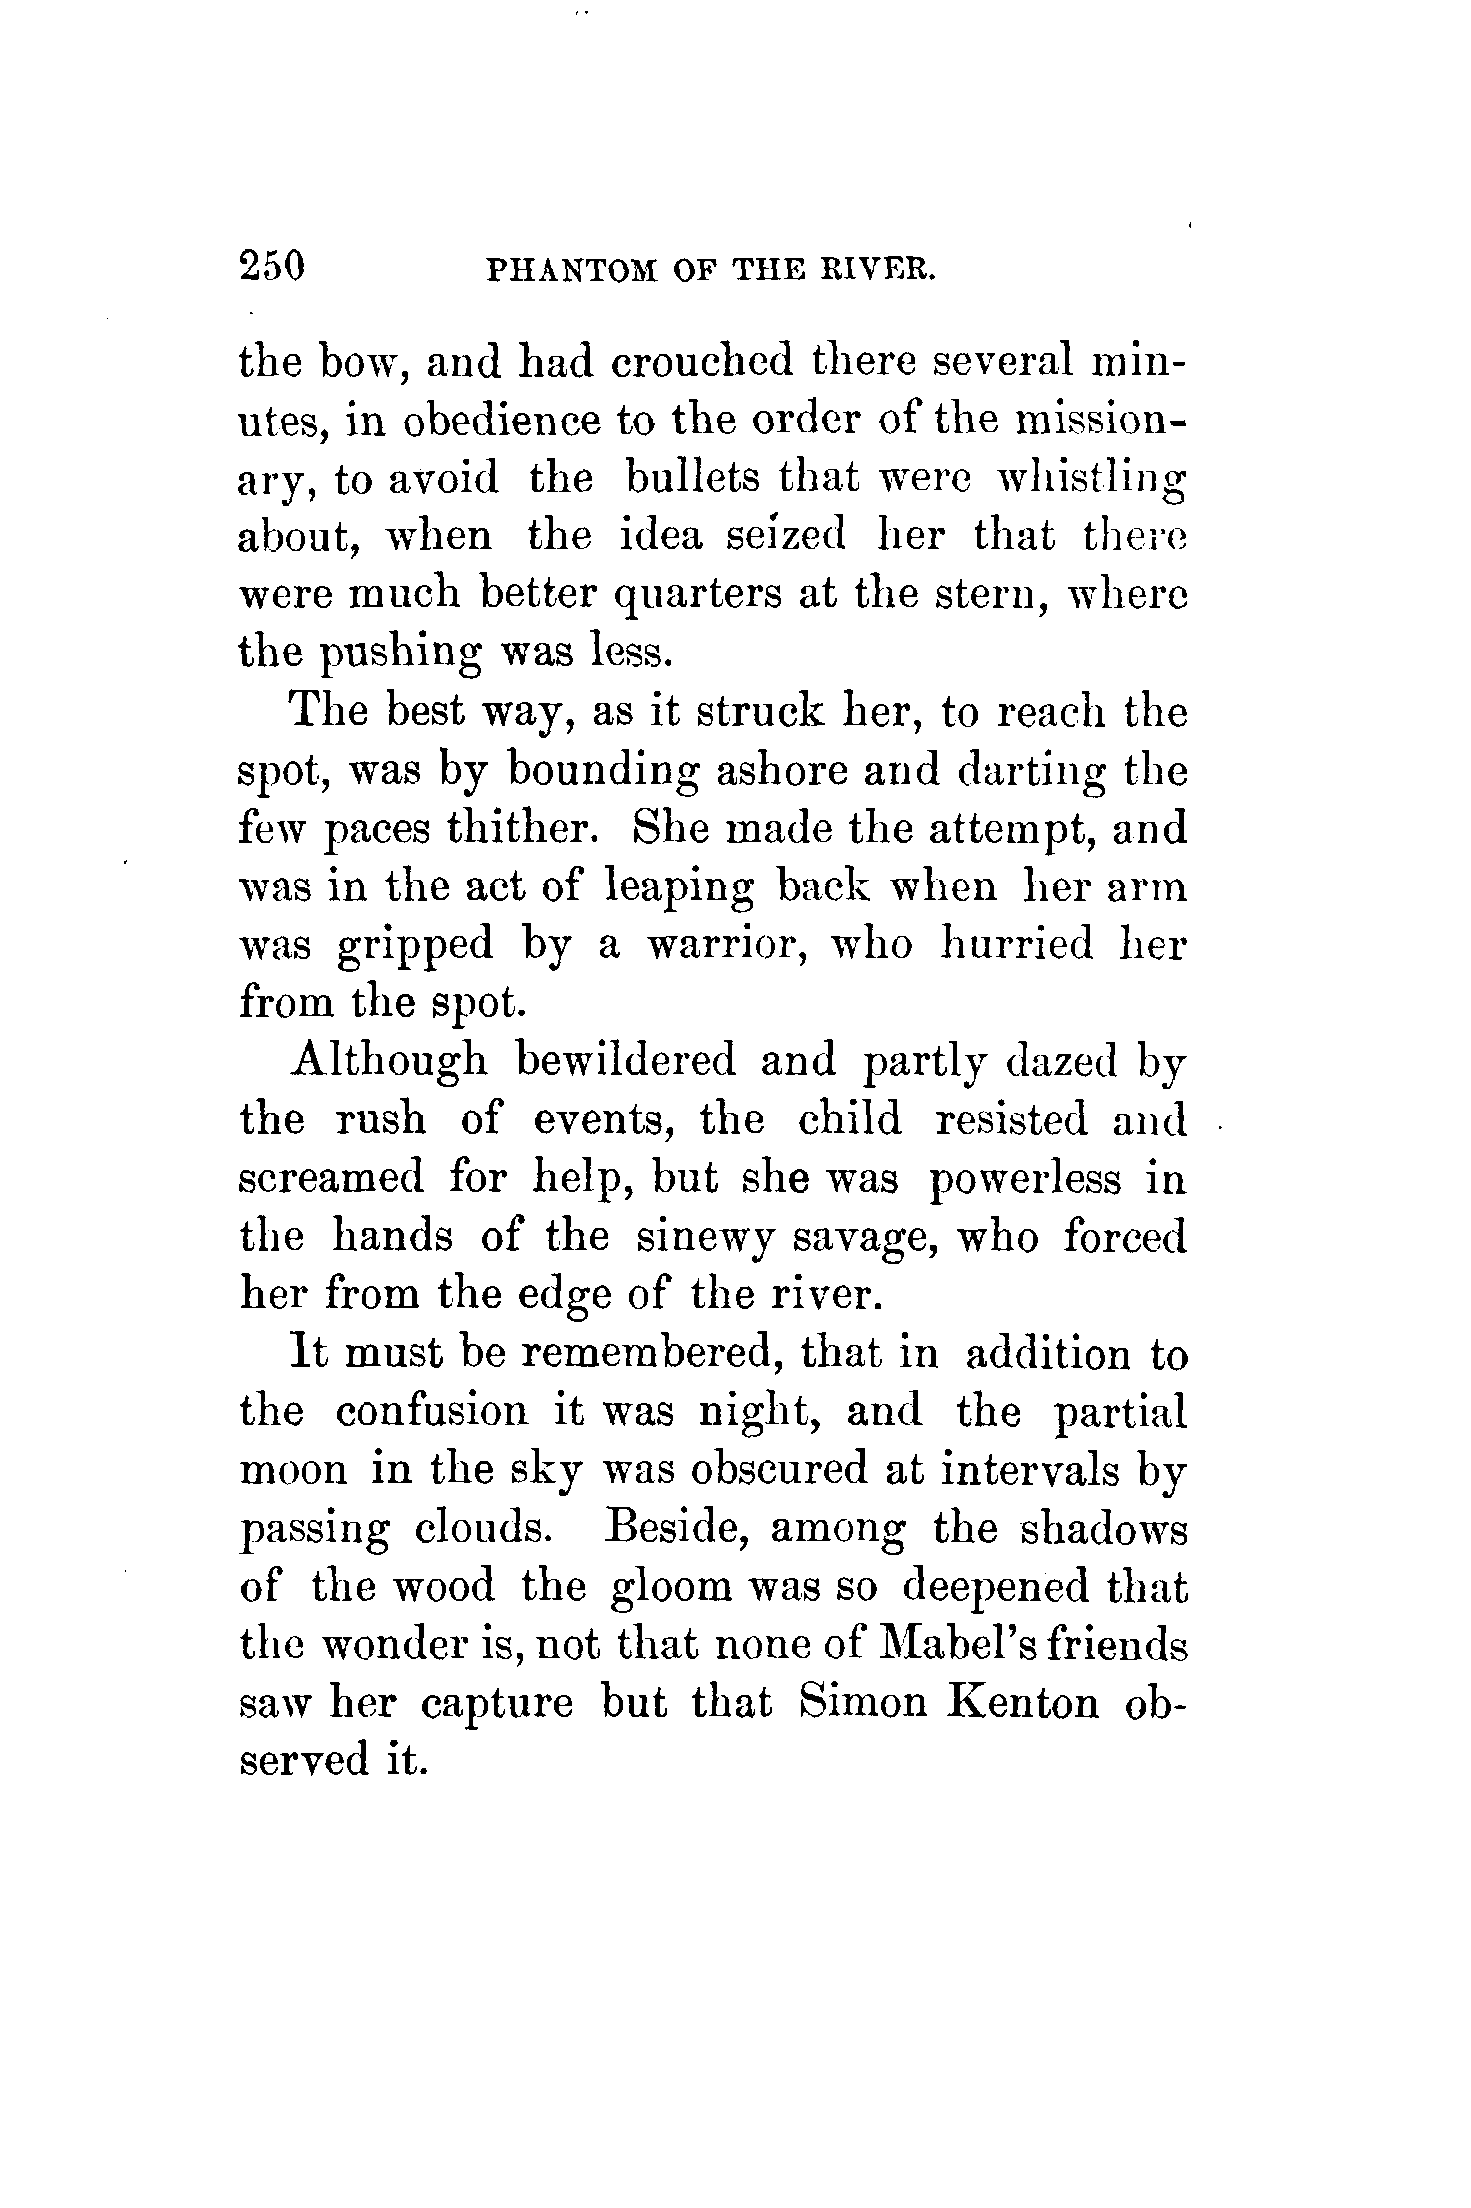 250 PHANTOM OF THE RIVER.
the bow, and had crouched there several min-
utes, in obedience to the order of the mission-
ary, to avoid the bullets that were whistling
about, when the idea seized her that there
were much better quarters at the stern, where
the pushing was less.
The best way, as it struck her, to reach the
spot, was by bounding ashore and darting the
few paces thither. She made the attempt, and
was in the act of leaping back when her arm
was gripped by a warrior, who hurried her
from the spot.
Although bewildered and partly dazed by
the rush of events, the child resisted and
screamed for help, but she was powerless in
the hands of the sinewy savage, who forced
her from the edge of the river.
It must be remembered, that in addition to
the confusion it was night, and the partial
moon in the sky was obscured at intervals by
passing clouds. Beside, among the shadows
of the wood the gloom was so deepened that
the wonder is, not that none of Mabel's friends
saw her capture but that Simon Kenton ob-
served it.